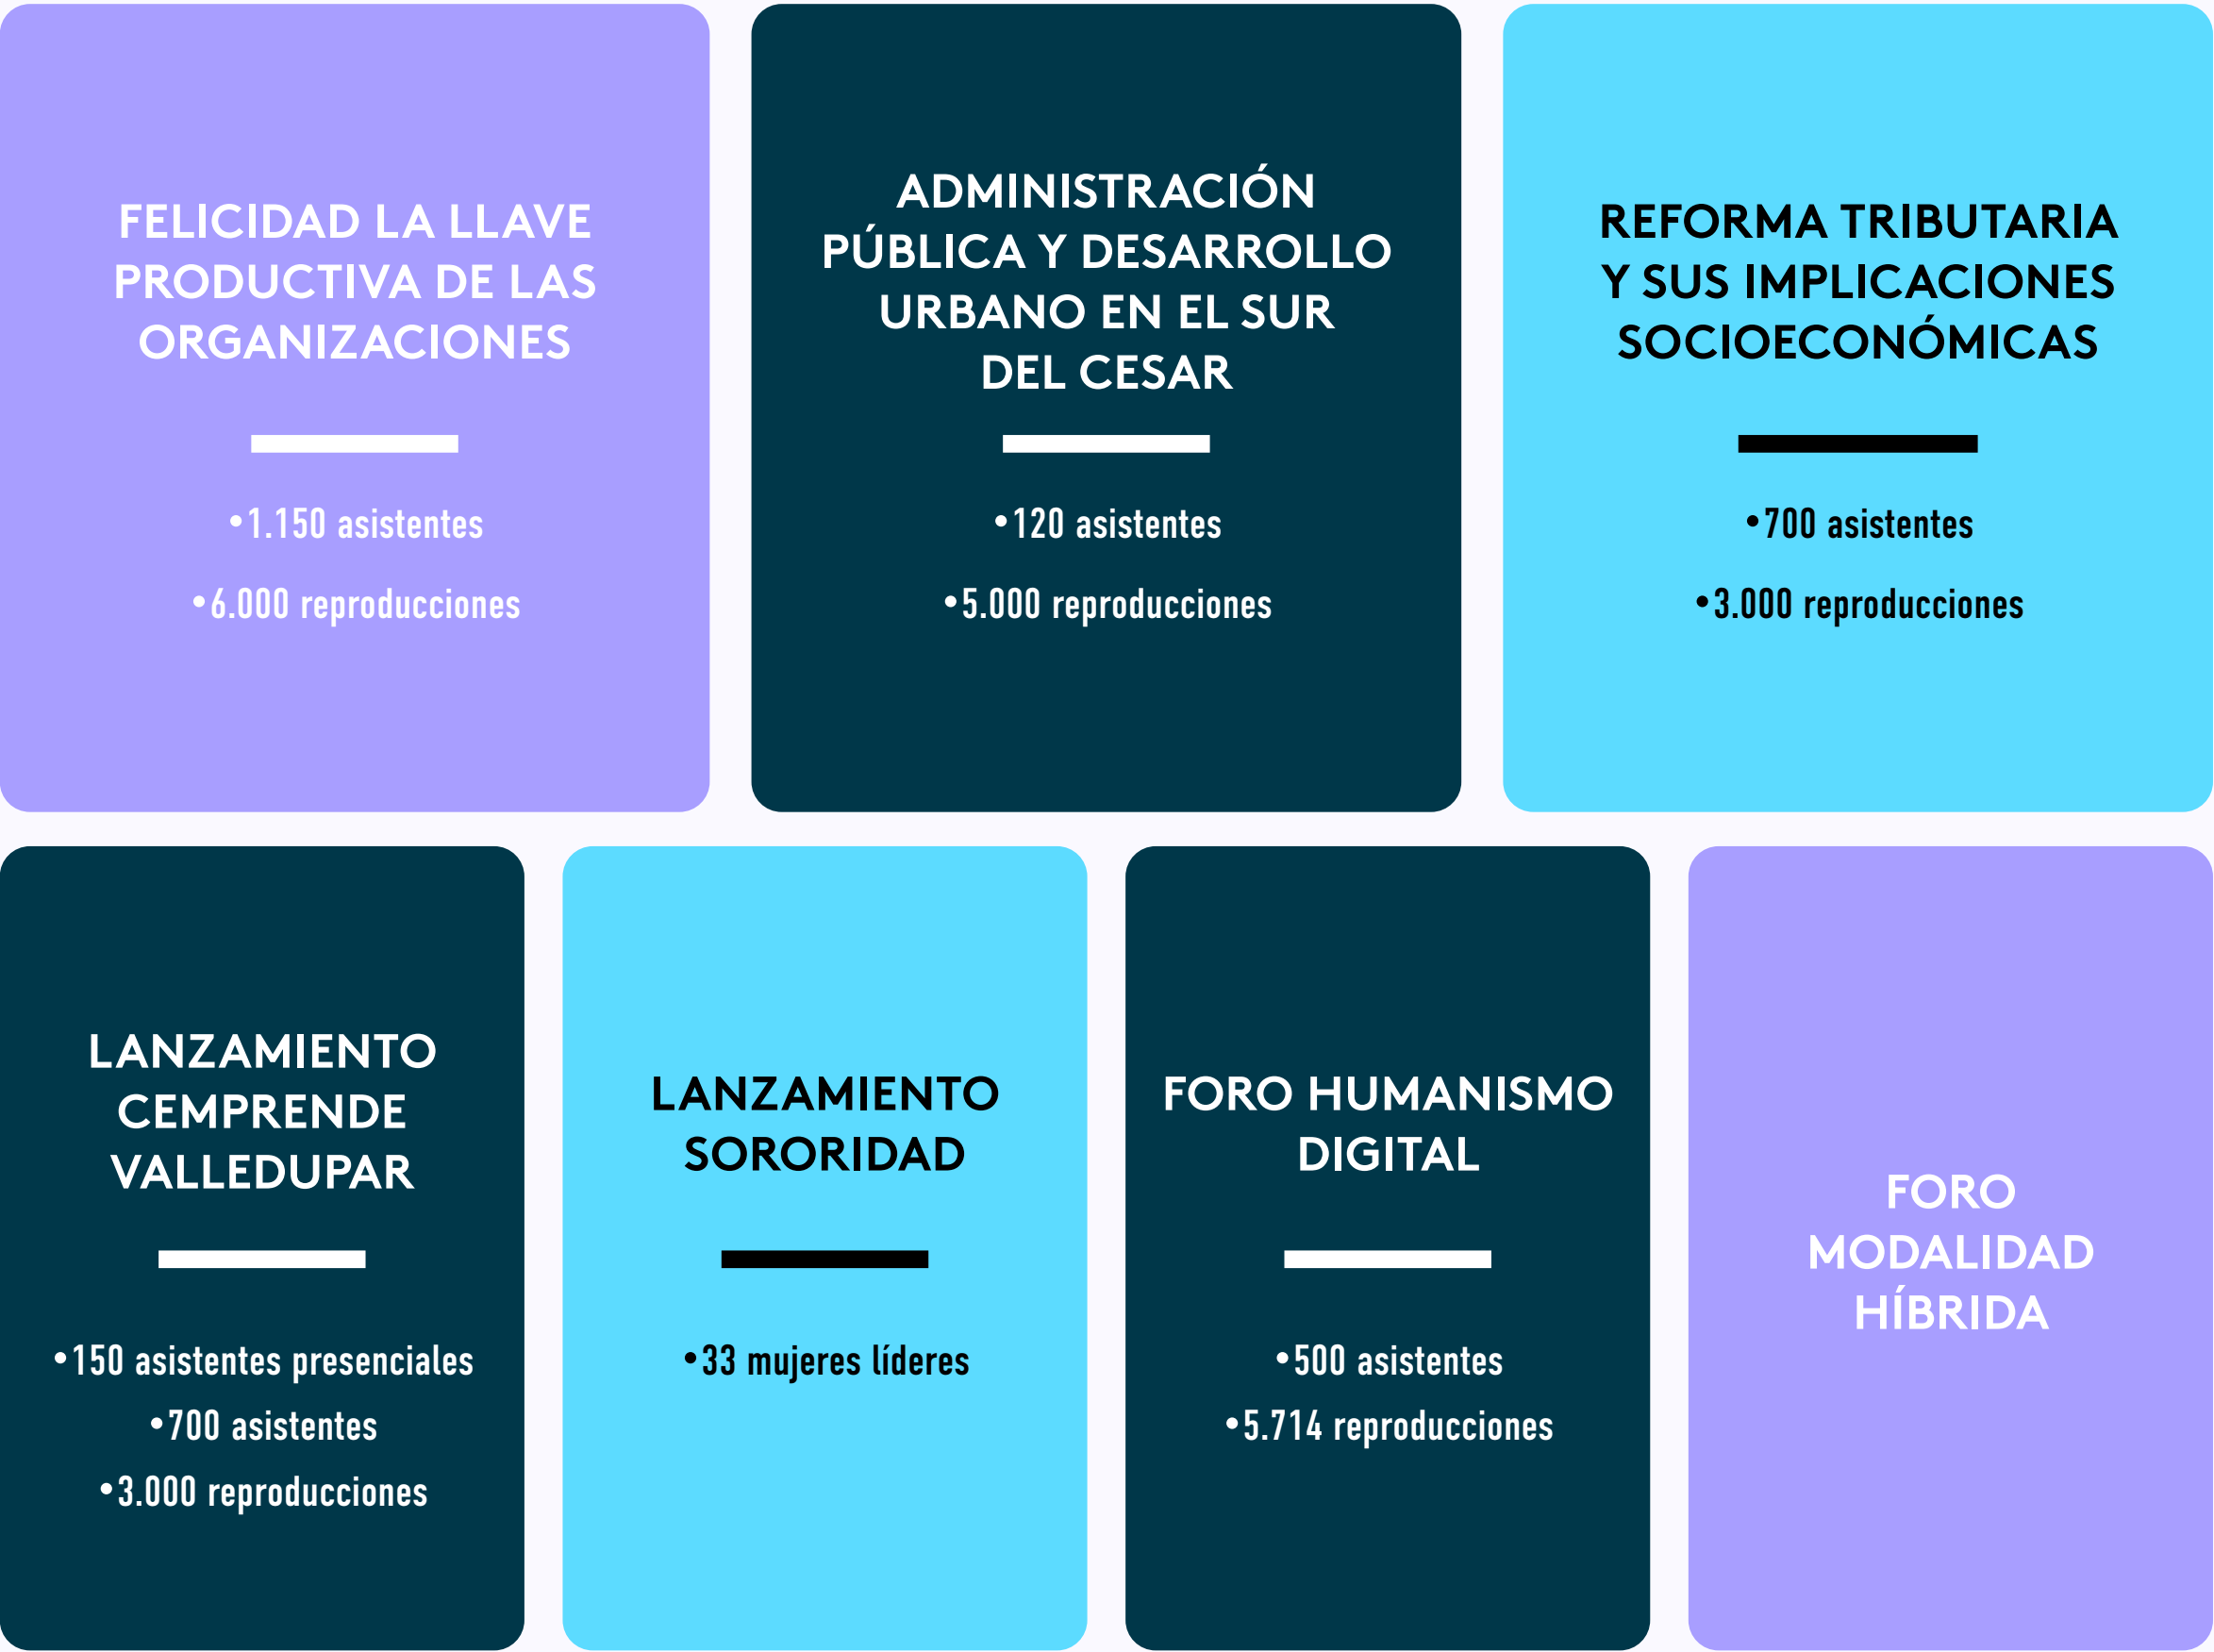 FELICIDAD LA LLAVE
PRODUCTIVA DE LAS
ORGANIZACIONES
•1.150 asistentes
•6.000 reproducciones
ADMINISTRACIÓN
PÚBLICA Y DESARROLLO
URBANO EN EL SUR
DEL CESAR
•120 asistentes
•5.000 reproducciones
REFORMA TRIBUTARIA
Y SUS IMPLICACIONES
SOCIOECONÓMICAS
•700 asistentes
•3.000 reproducciones
LANZAMIENTO
CEMPRENDE
VALLEDUPAR
•150 asistentes presenciales
•700 asistentes
•3.000 reproducciones
LANZAMIENTO
SORORIDAD
•33 mujeres líderes
FORO HUMANISMO
DIGITAL
•500 asistentes
•5.714 reproducciones
FORO
MODALIDAD
HÍBRIDA